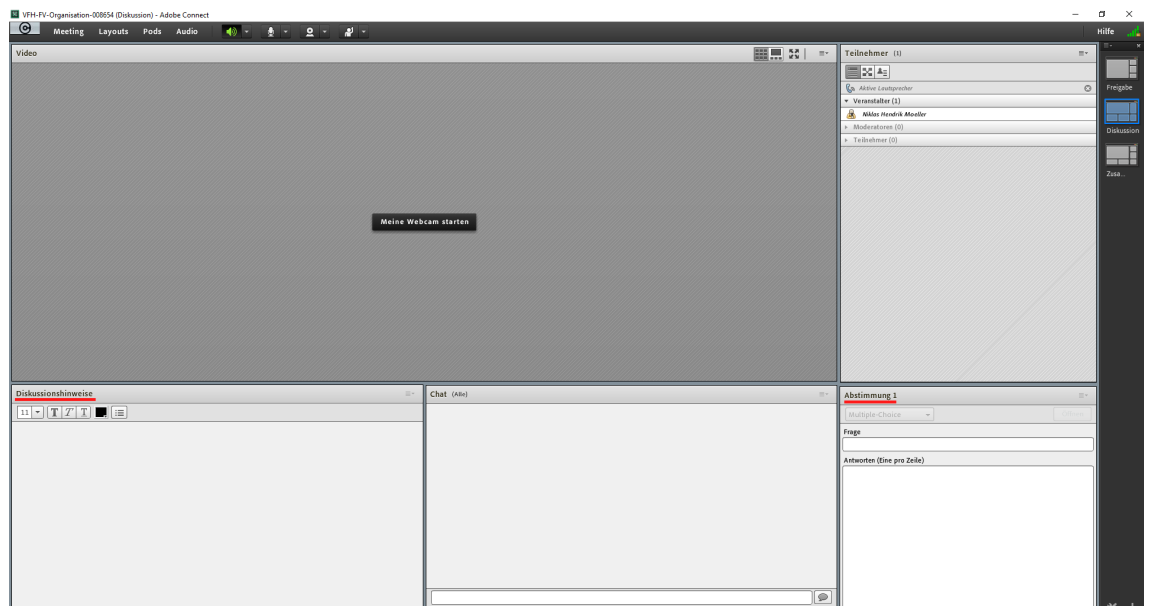 VFH-FV-Organisation-008654 (Diskussion) - Adobe Connect
Meeting Layouts Pods Audio Hilfe
Video
Teilnehmer (1)
Aktive Lautsprecher
Veranstalter (1)
Niklas Hendrik Moeller
Moderatoren (0)
Teilnehmer (0)
Meine Webcam starten
Freigabe
Diskussion
Zusa...
Diskussionshinweise
11 T T T
Chat (Alle)
Abstimmung 1
Multiple-Choice
Frage
Antworten (Eine pro Zeile)